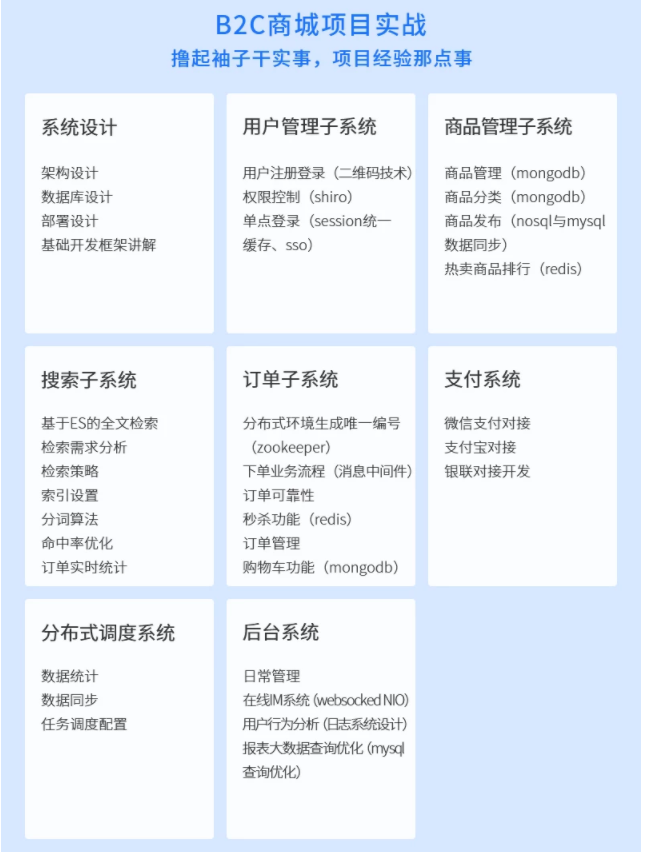 B2C商城项目实战
撸起袖子干实事，项目经验那点事
系统设计
架构设计
数据库设计
部署设计
基础开发框架讲解
用户管理子系统
用户注册登录（二维码技术）
权限控制（shiro）
单点登录（session统一
缓存、sso）
商品管理子系统
商品管理（mongodb）
商品分类（mongodb）
商品发布（nosql与mysql
数据同步）
热卖商品排行（redis）
搜索子系统
基于ES的全文检索
检索需求分析
检索策略
索引设置
分词算法
命中率优化
订单实时统计
订单子系统
分布式环境生成唯一编号
（zookeeper）
下单业务流程（消息中间件）
订单可靠性
秒杀功能（redis）
订单管理
购物车功能（mongodb）
支付系统
微信支付对接
支付宝对接
银联对接开发
分布式调度系统
数据统计
数据同步
任务调度配置
后台系统
日常管理
在线IM系统（websocked NIO）
用户行为分析（日志系统设计）
报表大数据查询优化（mysql
查询优化）